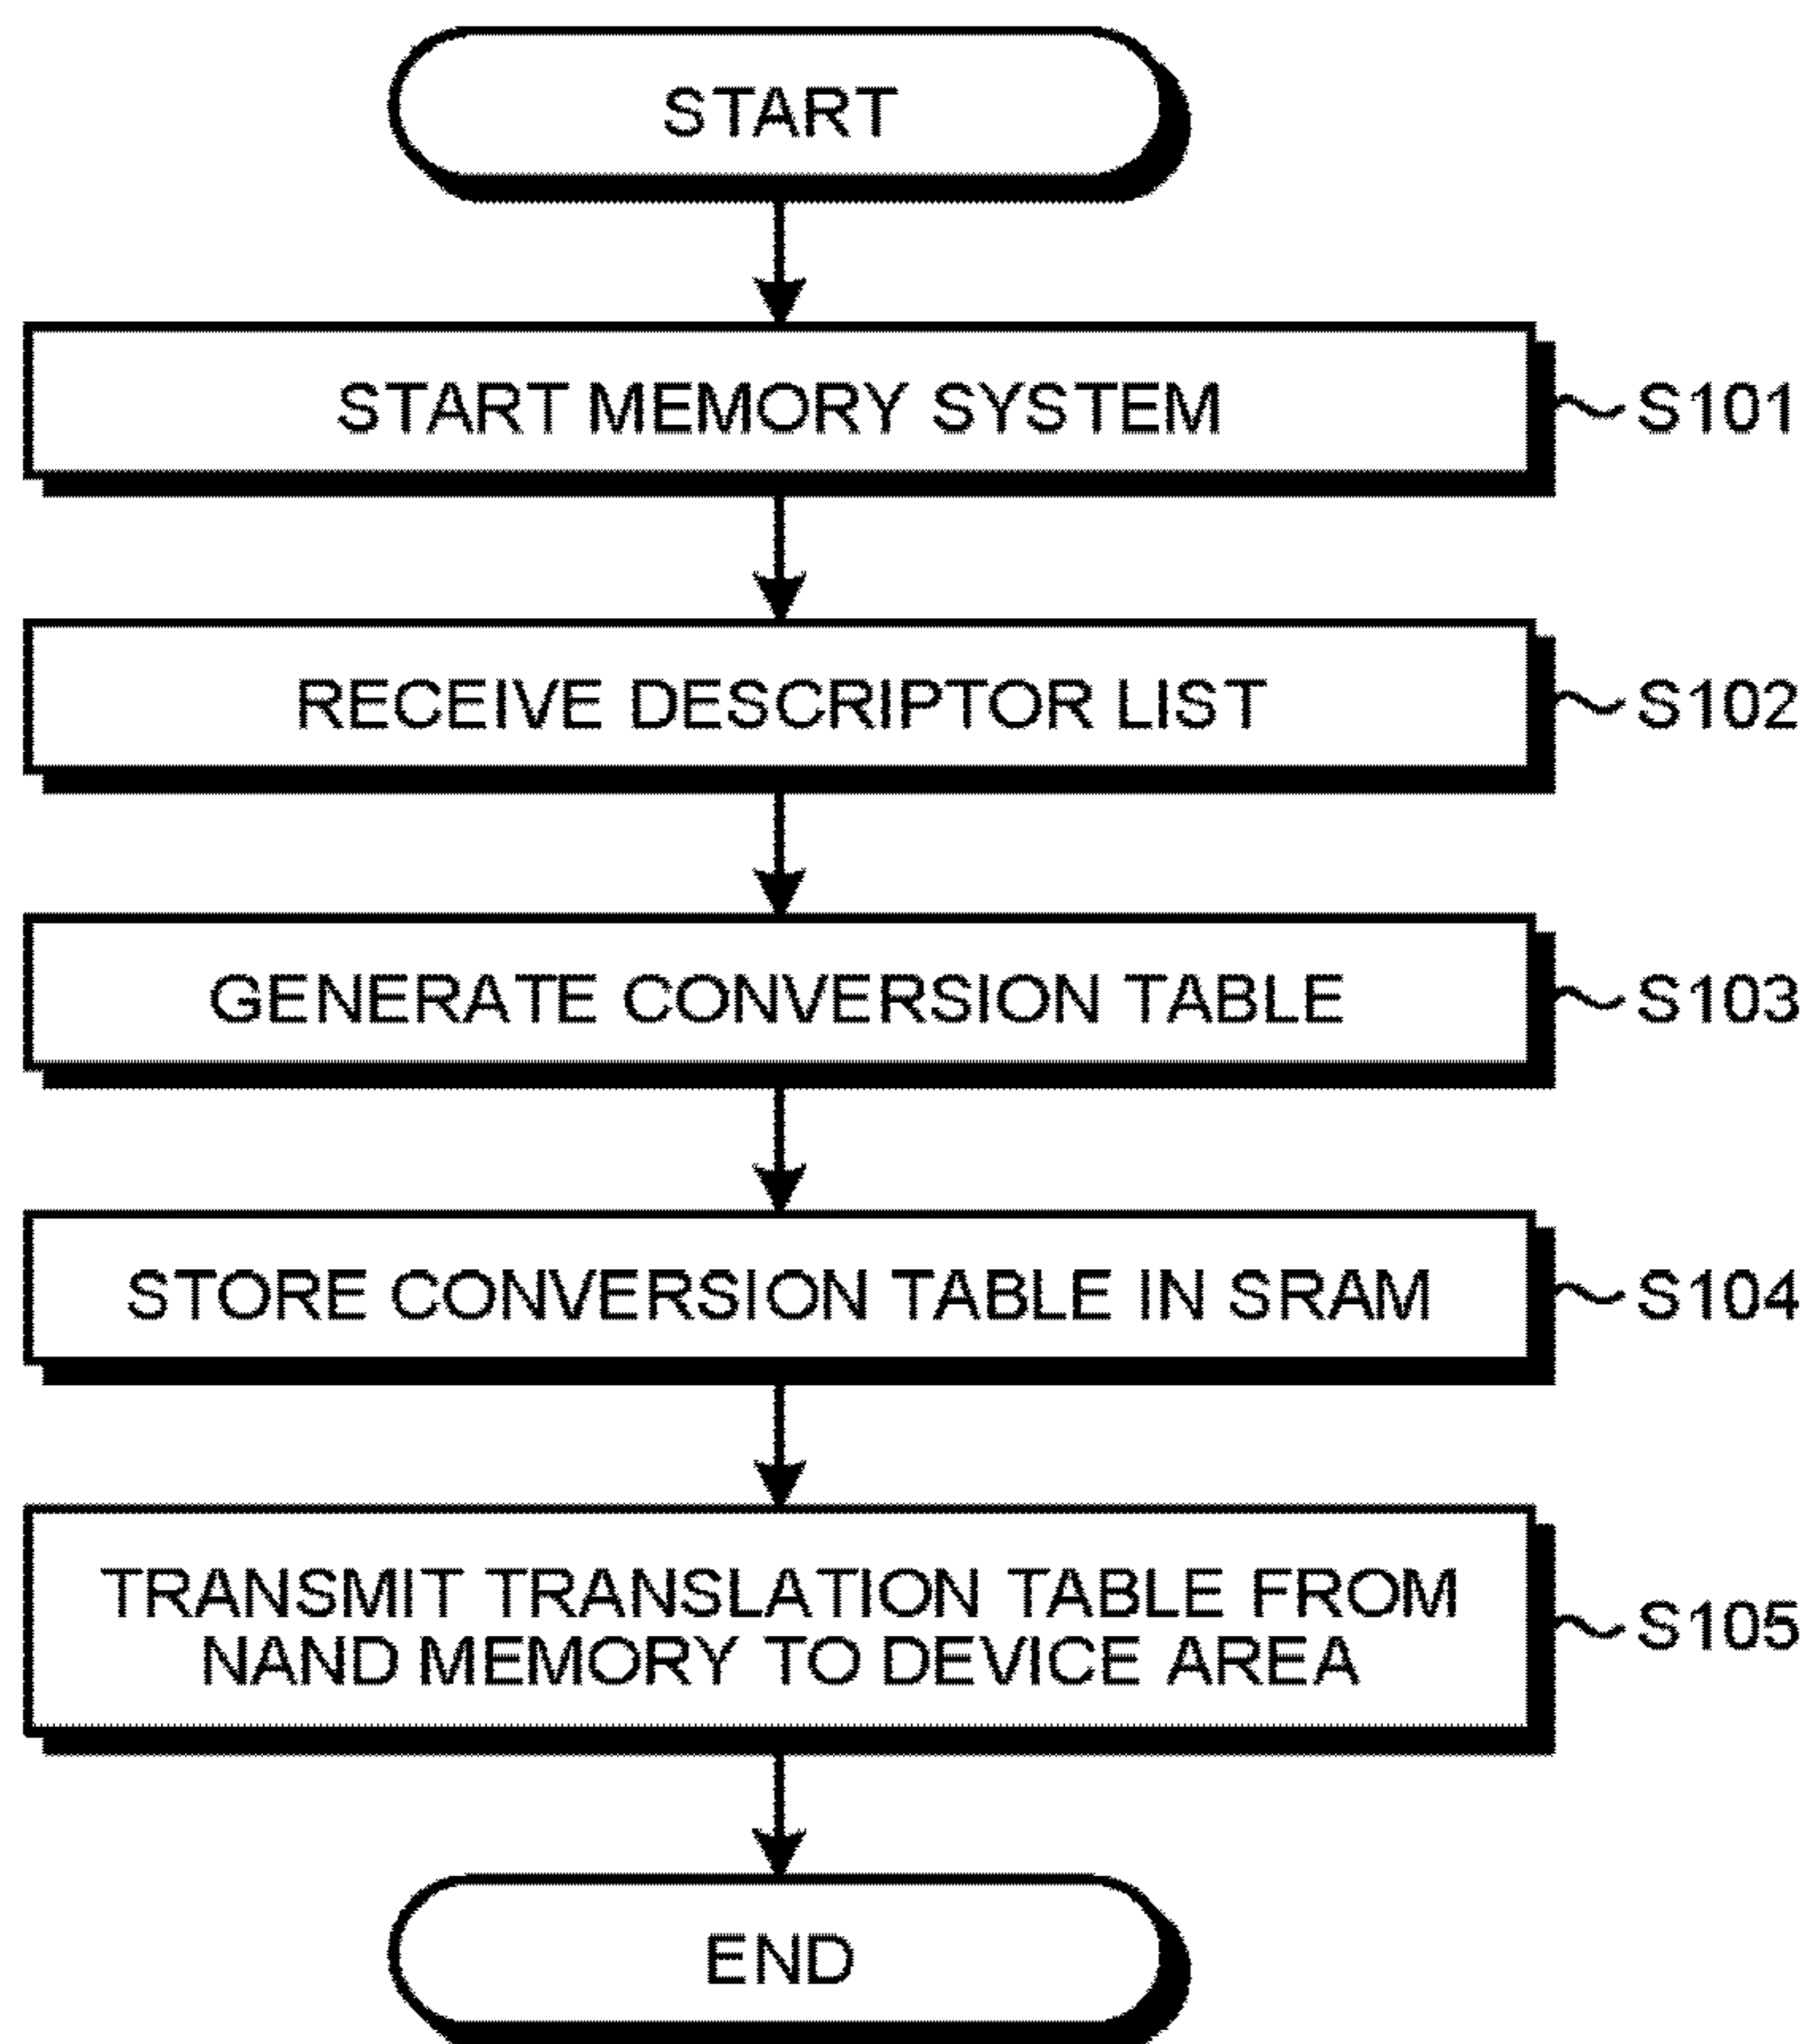 START
START MEMORY SYSTEM
S101
RECEIVE DESCRIPTOR LIST
S102
GENERATE CONVERSION TABLE
S103
STORE CONVERSION TABLE IN SRAM
S104
TRANSMIT TRANSLATION TABLE FROM
NAND MEMORY TO DEVICE AREA
S105
END